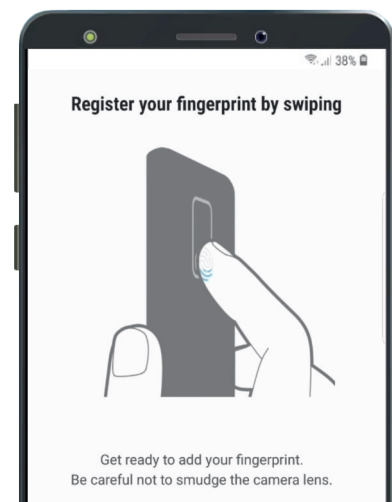 38%
Register your fingerprint by swiping
Get ready to add your fingerprint.
Be careful not to smudge the camera lens.